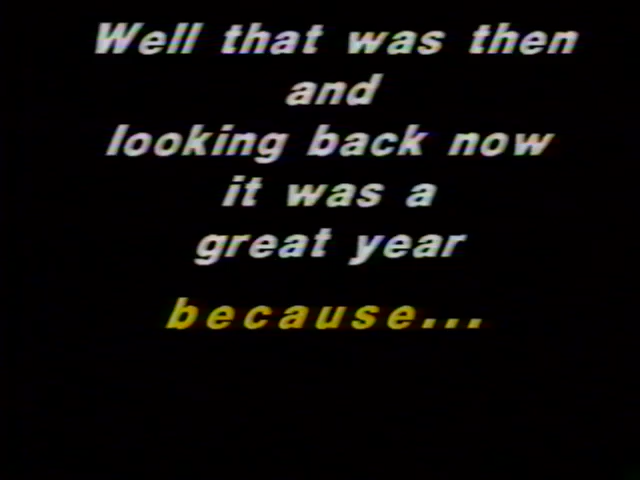 Well that was then
and
looking back now
it was a
great year
because...